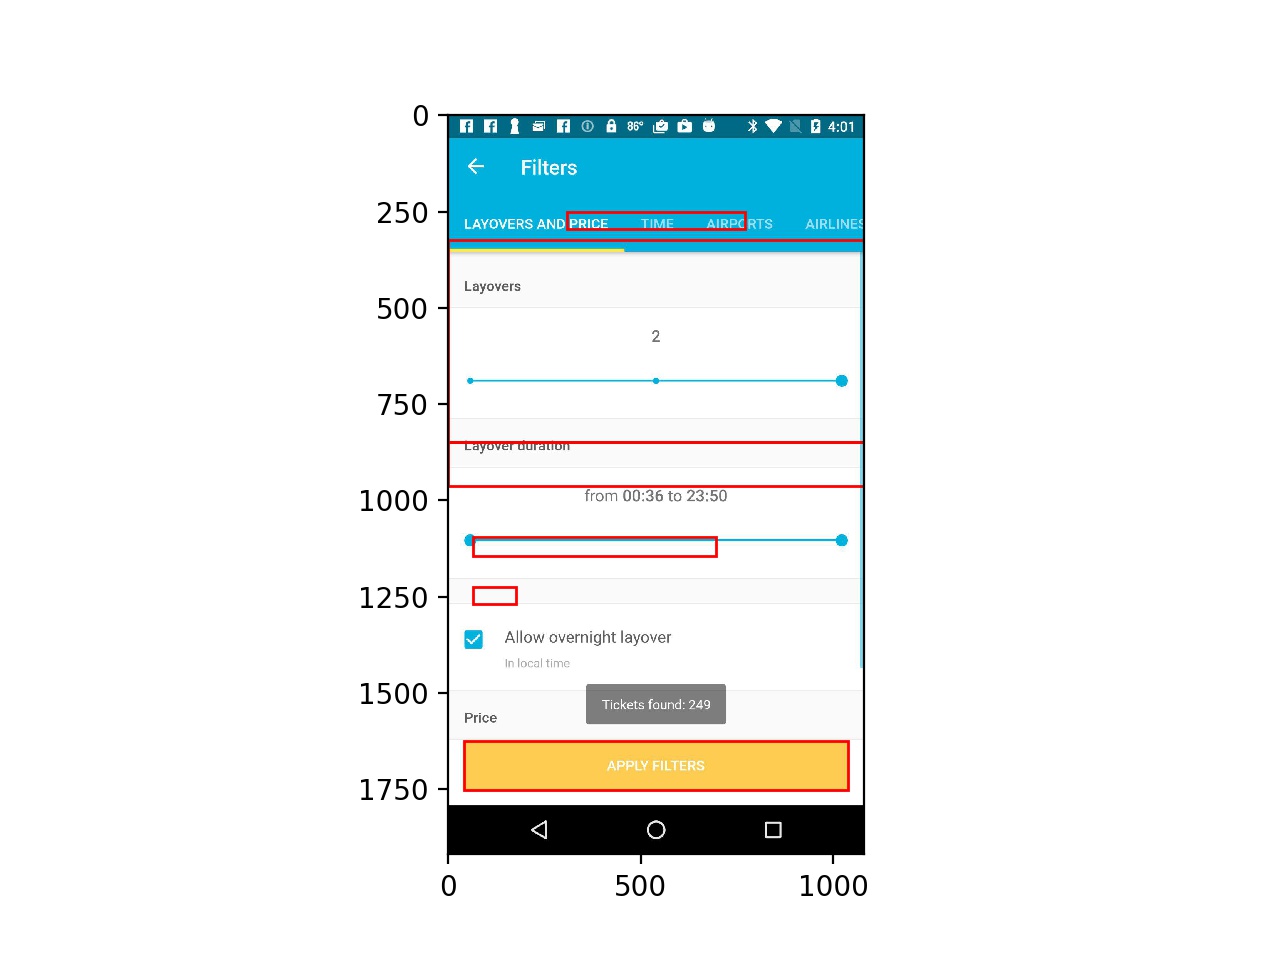 86° 4:01
Filters
LAYOVERS AND PRICE TIME AIRPORTS AIRLINES
Layovers
2
Layover duration
from 00:36 to 23:50
Allow overnight layover
In local time
Tickets found: 249
Price
APPLY FILTERS
0
250
500
750
1000
1250
1500
1750
0 500 1000